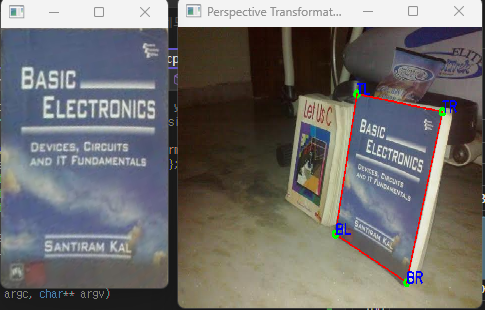 BASIC
ELECTRONICS
DEVICES, CIRCUITS
AND IT FUNDAMENTALS
SANTIRAM KAL
argc, char** argv)
Perspective Transformat...
ELITE
Let Us C
TL
TR
BASIC
ELECTRONICS
DEVICES, CIRCUITS
AND IT FUNDAMENTALS
SANTIRAM KAL
BL
BR